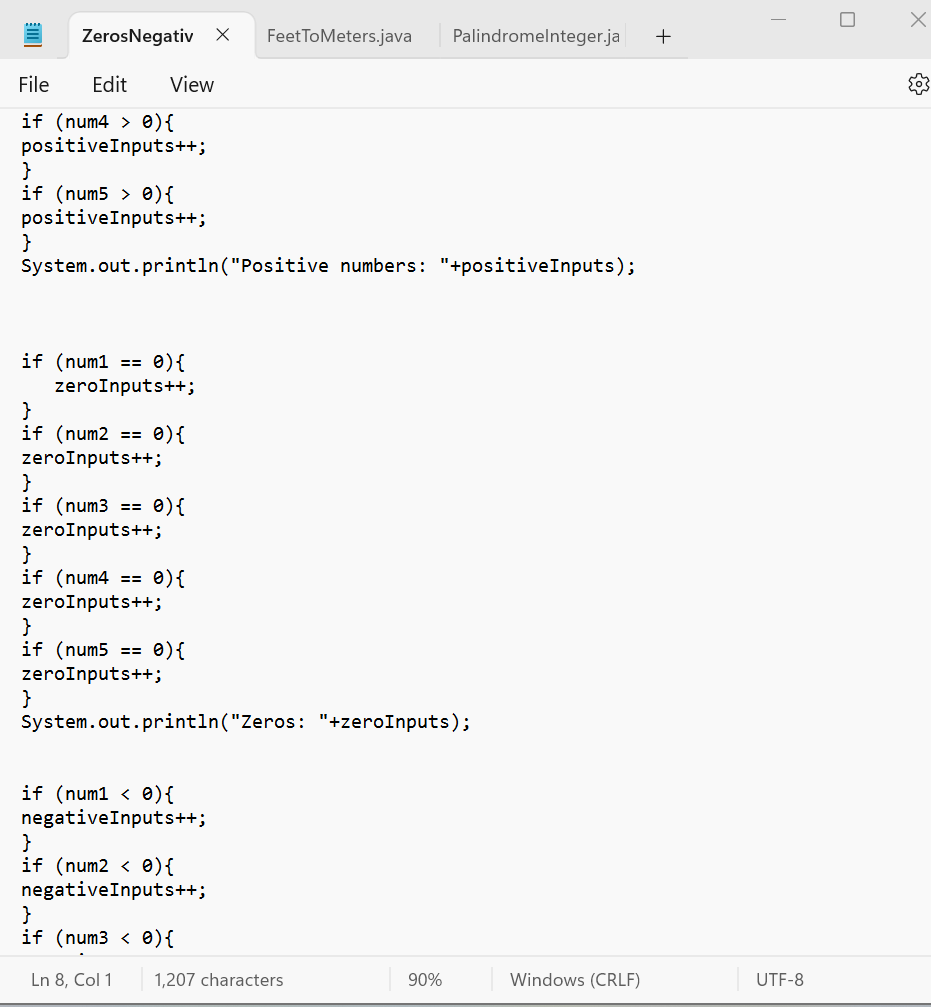 ZerosNegativ
FeetToMeters.java
PalindromeInteger.ja
File Edit View
if (num4 > 0){
positiveInputs++;
}
if (num5 > 0){
positiveInputs++;
}
System.out.println("Positive numbers: "+positiveInputs);
if (num1 == 0){
   zeroInputs++;
}
if (num2 == 0){
zeroInputs++;
}
if (num3 == 0){
zeroInputs++;
}
if (num4 == 0){
zeroInputs++;
}
if (num5 == 0){
zeroInputs++;
}
System.out.println("Zeros: "+zeroInputs);
if (num1 < 0){
negativeInputs++;
}
if (num2 < 0){
negativeInputs++;
}
if (num3 < 0){
Ln 8, Col 1 1,207 characters 90% Windows (CRLF) UTF-8